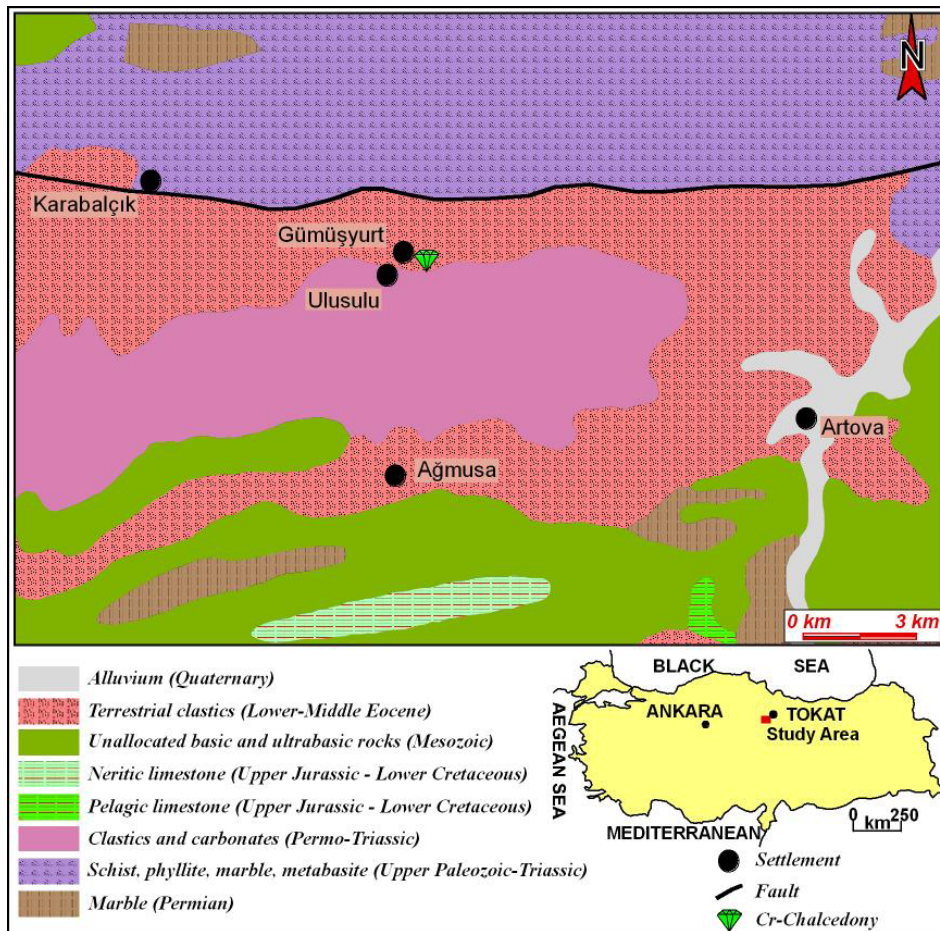 N
Karabalçık
Gümüşyurt
Ulusulu
Artova
Ağmusa
0 km 3 km
Alluvium (Quaternary)
Terrestrial clastics (Lower-Middle Eocene)
Unallocated basic and ultrabasic rocks (Mesozoic)
Neritic limestone (Upper Jurassic - Lower Cretaceous)
Pelagic limestone (Upper Jurassic - Lower Cretaceous)
Clastics and carbonates (Permo-Triassic)
Schist, phyllite, marble, metabasite (Upper Paleozoic-Triassic)
Marble (Permian)
BLACK SEA
AEGEAN SEA
ANKARA
TOKAT
Study Area
MEDITERRANEAN
0 km 250
Settlement
Fault
Cr-Chalcedony